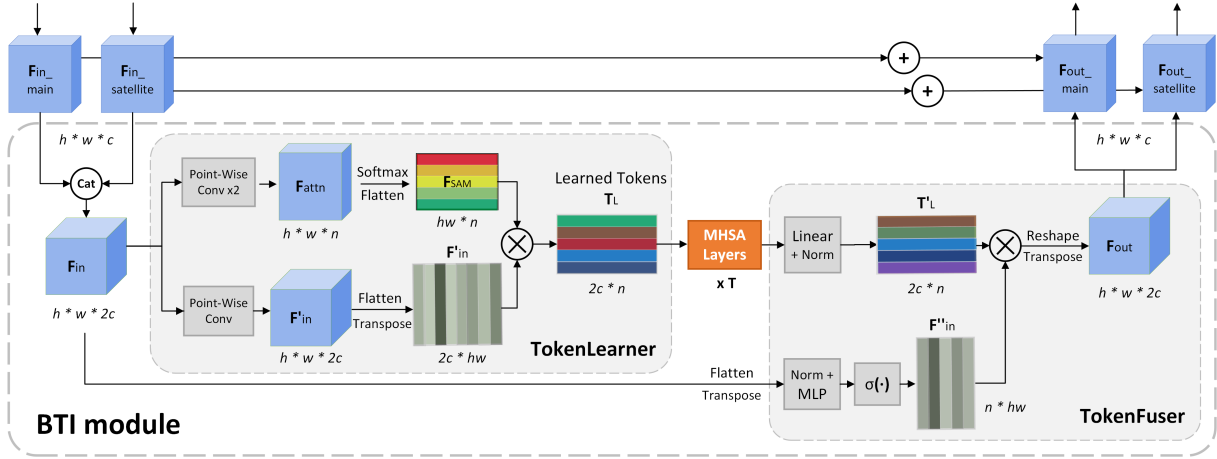 Fin_
main
Fin_
satellite
+
+
Fout_
main
Fout_
satellite
h * w * c
h * w * c
Cat
Point-Wise
Conv x2
Fattn
h * w * n
Softmax
Flatten
FSAM
hw * n
Learned Tokens
TL
2c * n
MHSA
Layers
x T
Linear
+ Norm
T'L
2c * n
Reshape
Transpose
Fout
h * w * 2c
Fin
h * w * 2c
Point-Wise
Conv
F'in
h * w * 2c
Flatten
Transpose
F'in
2c * hw
TokenLearner
Flatten
Transpose
Norm +
MLP
σ(·)
F''in
n * hw
TokenFuser
BTI module